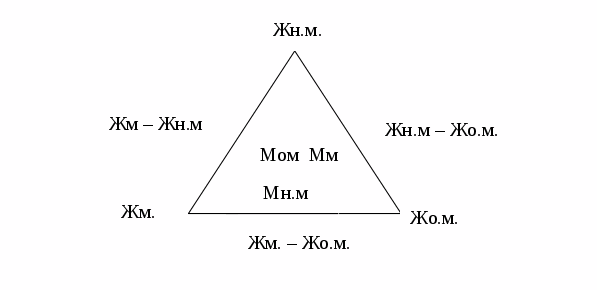 Жн.м.
Жм – Жн.м
Жн.м – Жо.м.
Мом Мм
Мн.м
Жм.
Жо.м.
Жм. – Жо.м.